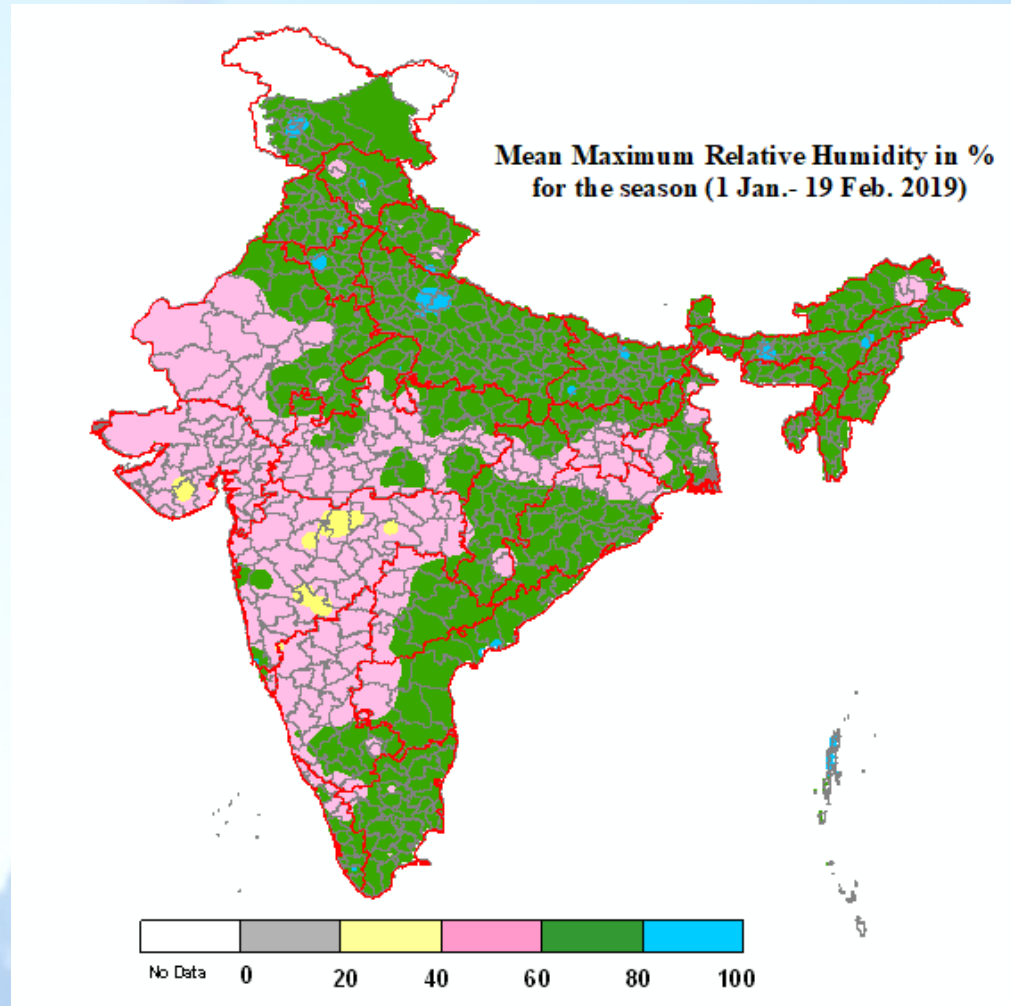 Mean Maximum Relative Humidity in %
for the season (1 Jan.- 19 Feb. 2019)
No Data 0 20 40 60 80 100